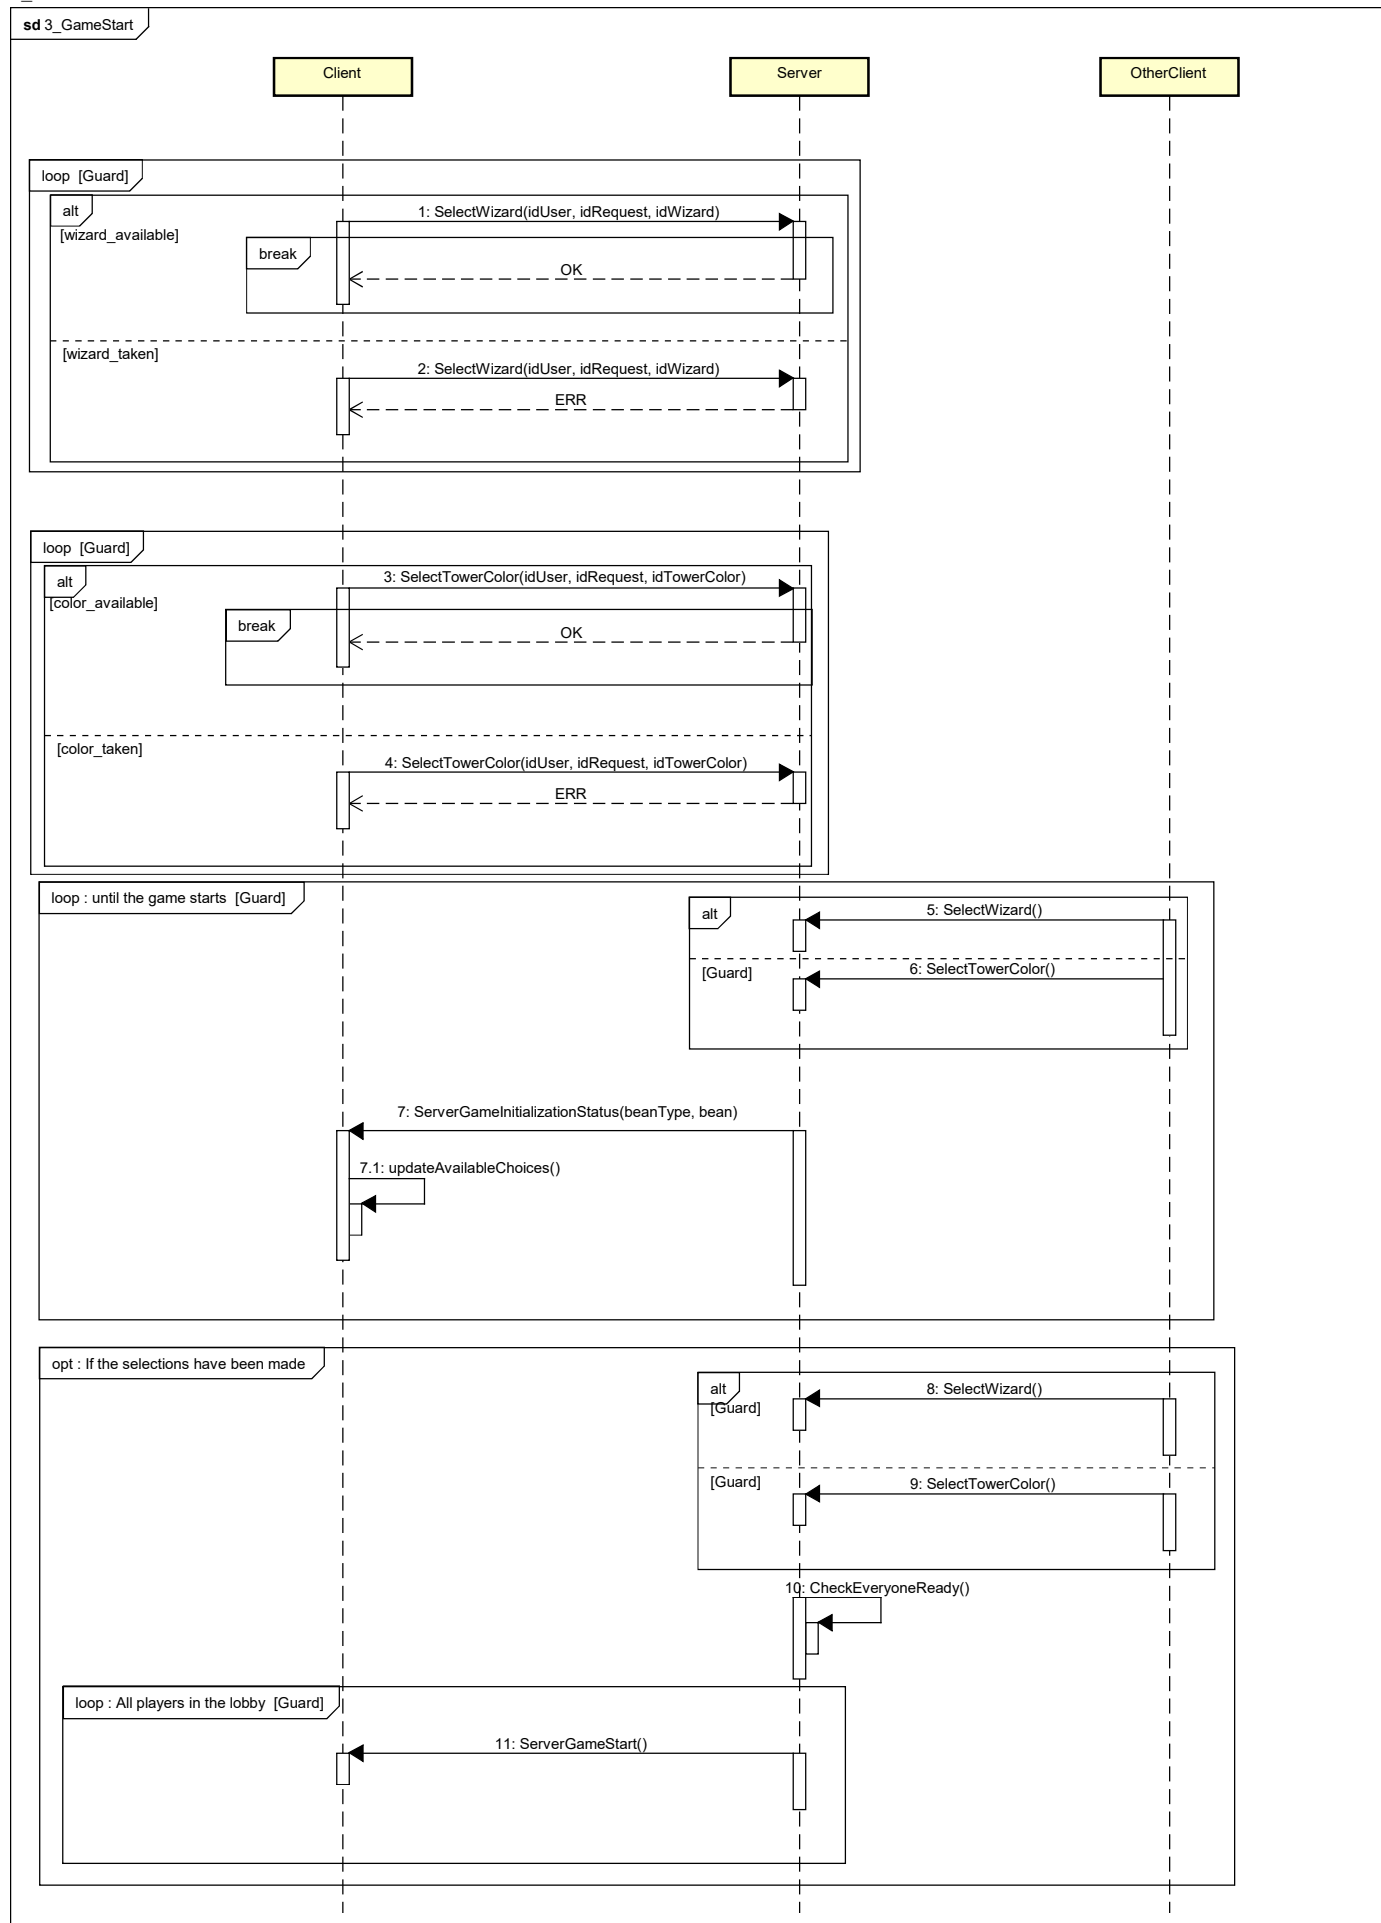 sd 3_GameStart
Client
Server
OtherClient
loop [Guard]
alt
1: SelectWizard(idUser, idRequest, idWizard)
[wizard_available]
break
OK
[wizard_taken]
2: SelectWizard(idUser, idRequest, idWizard)
ERR
loop [Guard]
alt
3: SelectTowerColor(idUser, idRequest, idTowerColor)
[color_available]
break
OK
[color_taken]
4: SelectTowerColor(idUser, idRequest, idTowerColor)
ERR
loop : until the game starts [Guard]
alt
5: SelectWizard()
[Guard]
6: SelectTowerColor()
7: ServerGameInitializationStatus(beanType, bean)
7.1: updateAvailableChoices()
opt : If the selections have been made
alt
8: SelectWizard()
[Guard]
[Guard]
9: SelectTowerColor()
10: CheckEveryoneReady()
loop : All players in the lobby [Guard]
11: ServerGameStart()